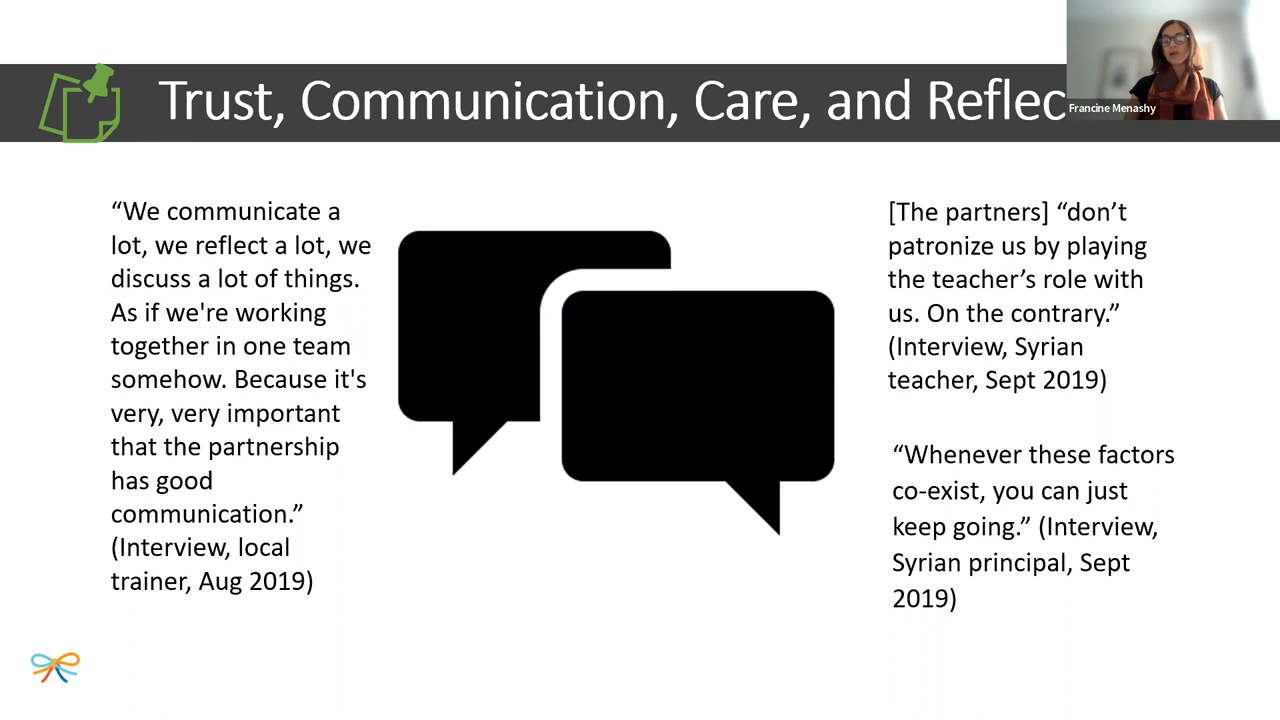 Trust, Communication, Care, and Reflec
Francine Menashy
“We communicate a
lot, we reflect a lot, we
discuss a lot of things.
As if we're working
together in one team
somehow. Because it's
very, very important
that the partnership
has good
communication.”
(Interview, local
trainer, Aug 2019)
[The partners] “don’t
patronize us by playing
the teacher’s role with
us. On the contrary.”
(Interview, Syrian
teacher, Sept 2019)
“Whenever these factors
co-exist, you can just
keep going.” (Interview,
Syrian principal, Sept
2019)